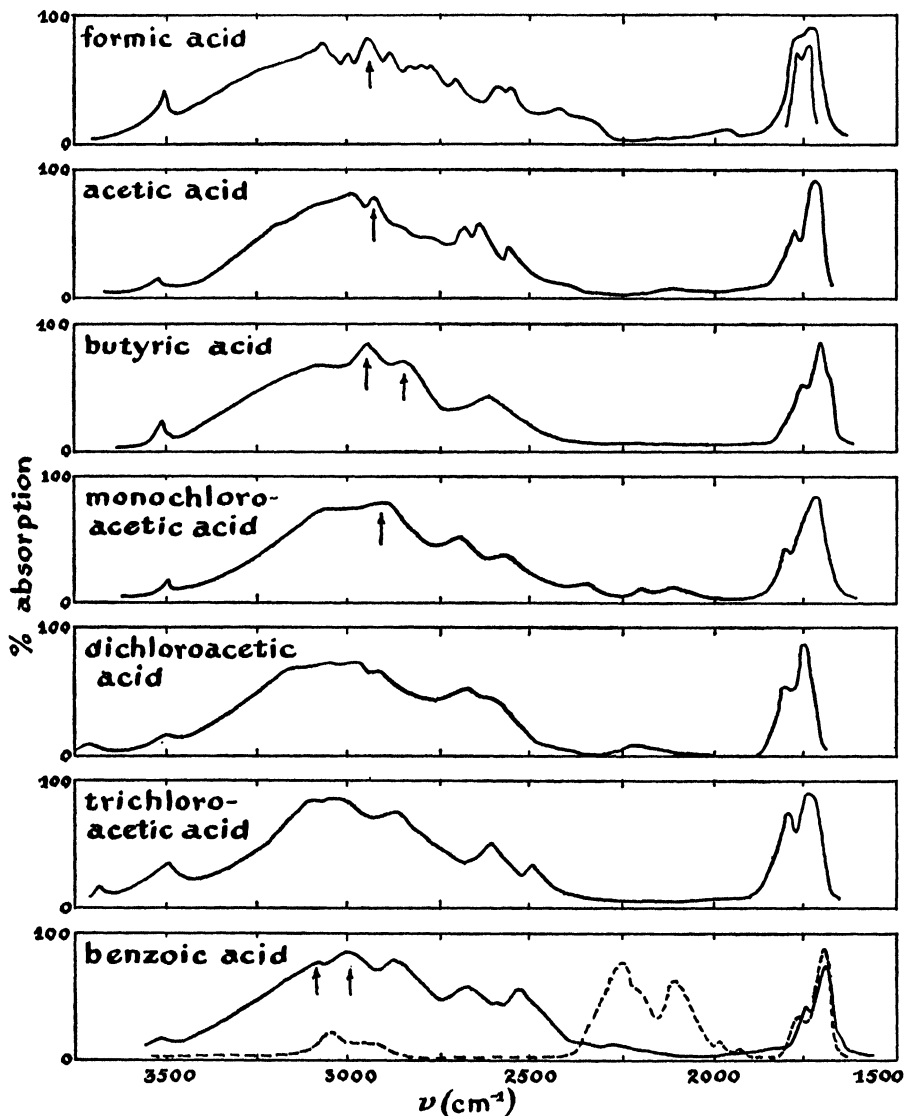 100
formic acid
0
100
acetic acid
0
100
butyric acid
0
100
monochloro-
acetic acid
0
100
dichloroacetic
acid
0
100
trichloro-
acetic acid
0
100
benzoic acid
0
% absorption
3500 3000 2500 2000 1500
ν (cm⁻¹)